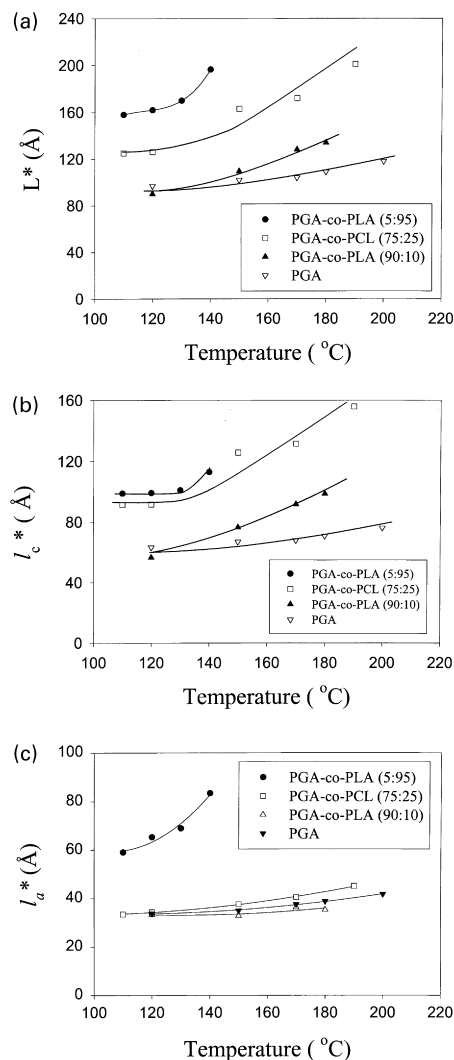 (a)
240
200
160
120
80
40
0
L* (Å)
PGA-co-PLA (5:95)
PGA-co-PCL (75:25)
PGA-co-PLA (90:10)
PGA
100 120 140 160 180 200 220
Temperature ( °C)
(b)
160
120
80
40
0
lc* (Å)
PGA-co-PLA (5:95)
PGA-co-PCL (75:25)
PGA-co-PLA (90:10)
PGA
100 120 140 160 180 200 220
Temperature ( °C)
(c)
100
80
60
40
20
0
la* (Å)
PGA-co-PLA (5:95)
PGA-co-PCL (75:25)
PGA-co-PLA (90:10)
PGA
100 120 140 160 180 200 220
Temperature ( °C)